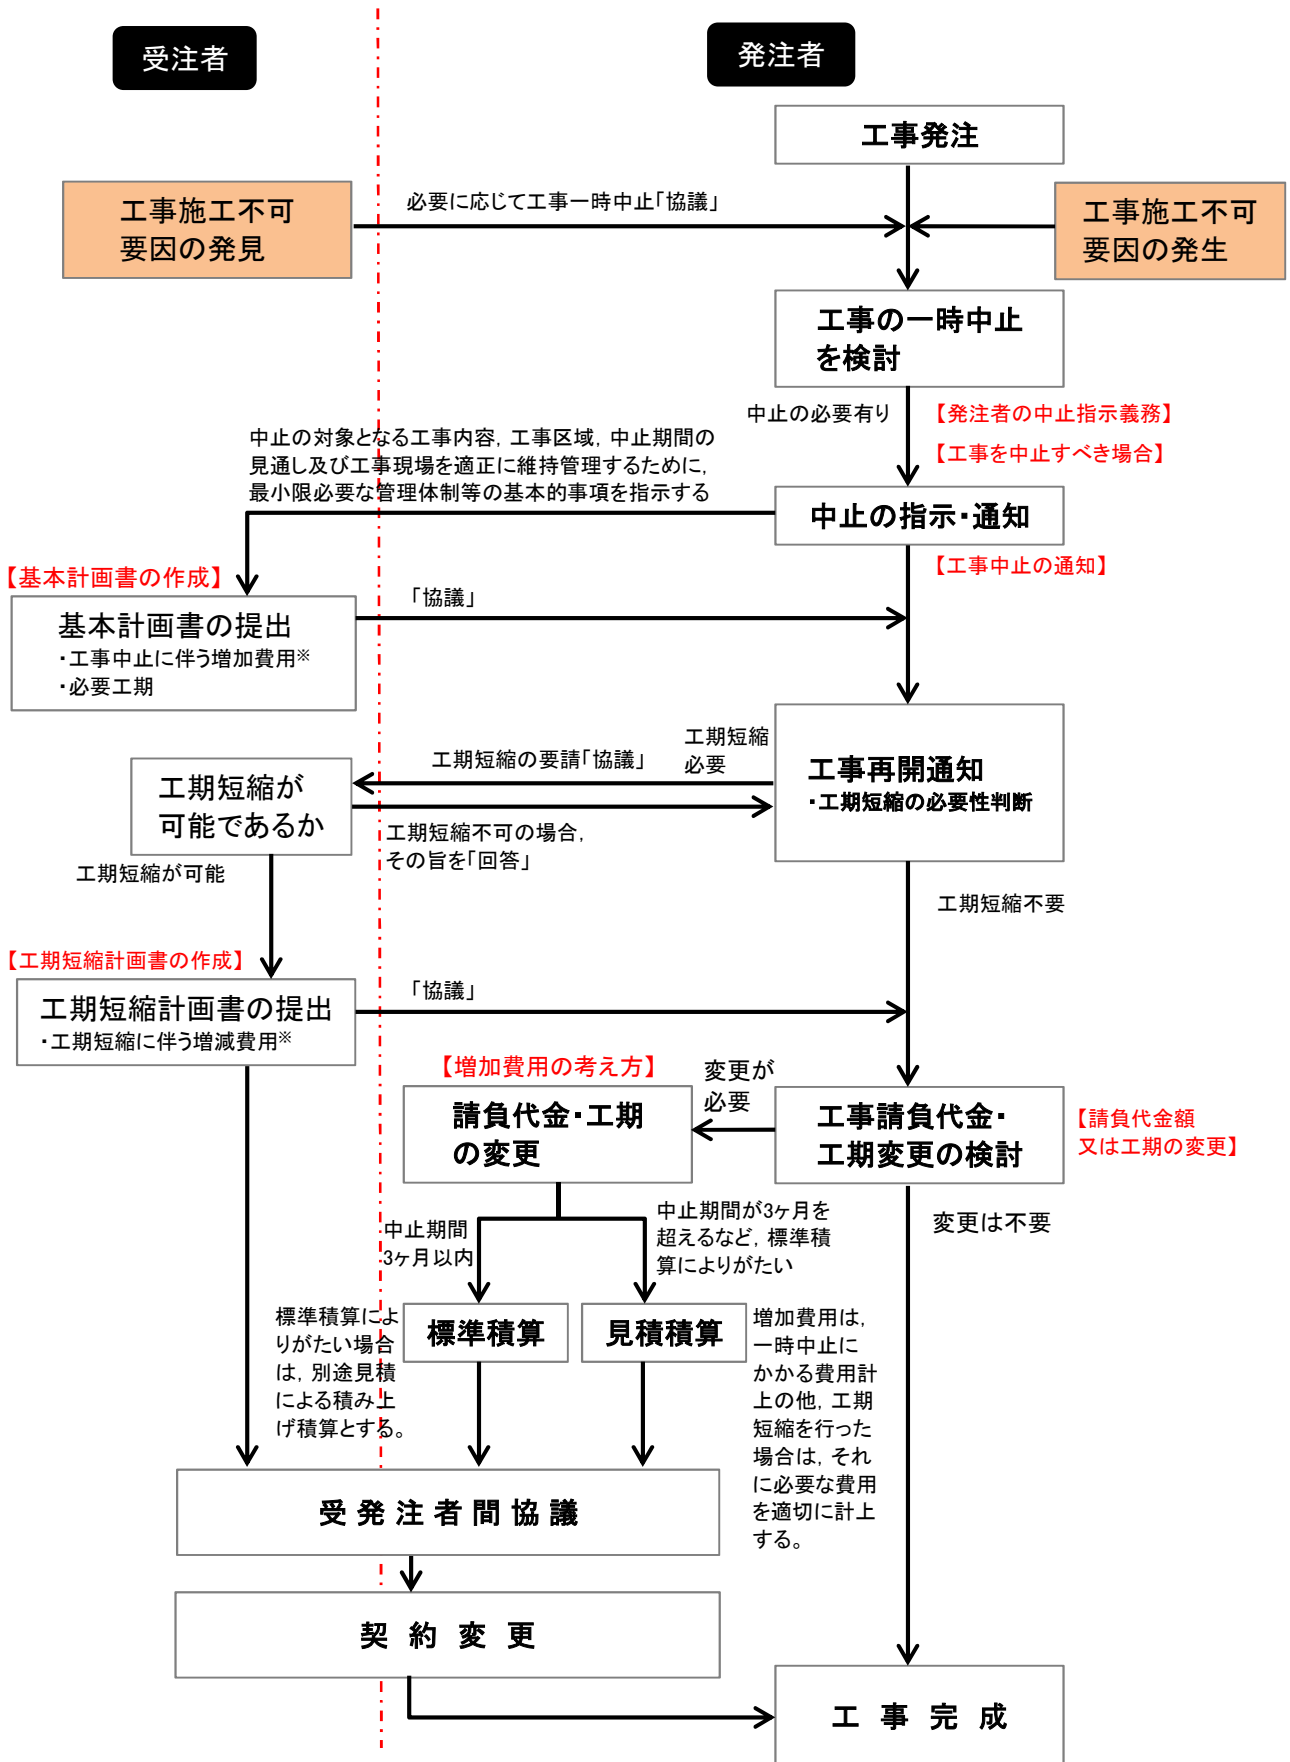 受注者
発注者
工事発注
工事施工不可
要因の発見
必要に応じて工事一時中止「協議」
工事施工不可
要因の発生
工事の一時中止
を検討
中止の必要有り
【発注者の中止指示義務】
【工事を中止すべき場合】
中止の対象となる工事内容, 工事区域, 中止期間の
見通し及び工事現場を適正に維持管理するために,
最小限必要な管理体制等の基本的事項を指示する
中止の指示・通知
【工事中止の通知】
【基本計画書の作成】
基本計画書の提出
・工事中止に伴う増加費用※
・必要工期
「協議」
工期短縮の要請「協議」
工期短縮
必要
工事再開通知
・工期短縮の必要性判断
工期短縮が
可能であるか
工期短縮不可の場合,
その旨を「回答」
工期短縮が可能
工期短縮不要
【工期短縮計画書の作成】
工期短縮計画書の提出
・工期短縮に伴う増減費用※
「協議」
【増加費用の考え方】
変更が
必要
請負代金・工期
の変更
工事請負代金・
工期変更の検討
【請負代金額
又は工期の変更】
中止期間
3ヶ月以内
中止期間が3ヶ月を
超えるなど, 標準積
算によりがたい
変更は不要
標準積算によ
りがたい場合
は, 別途見積
による積み上
げ積算とする。
標準積算
見積積算
増加費用は,
一時中止に
かかる費用計
上の他, 工期
短縮を行った
場合は, それ
に必要な費用
を適切に計上
する。
受発注者間協議
契約変更
工事完成